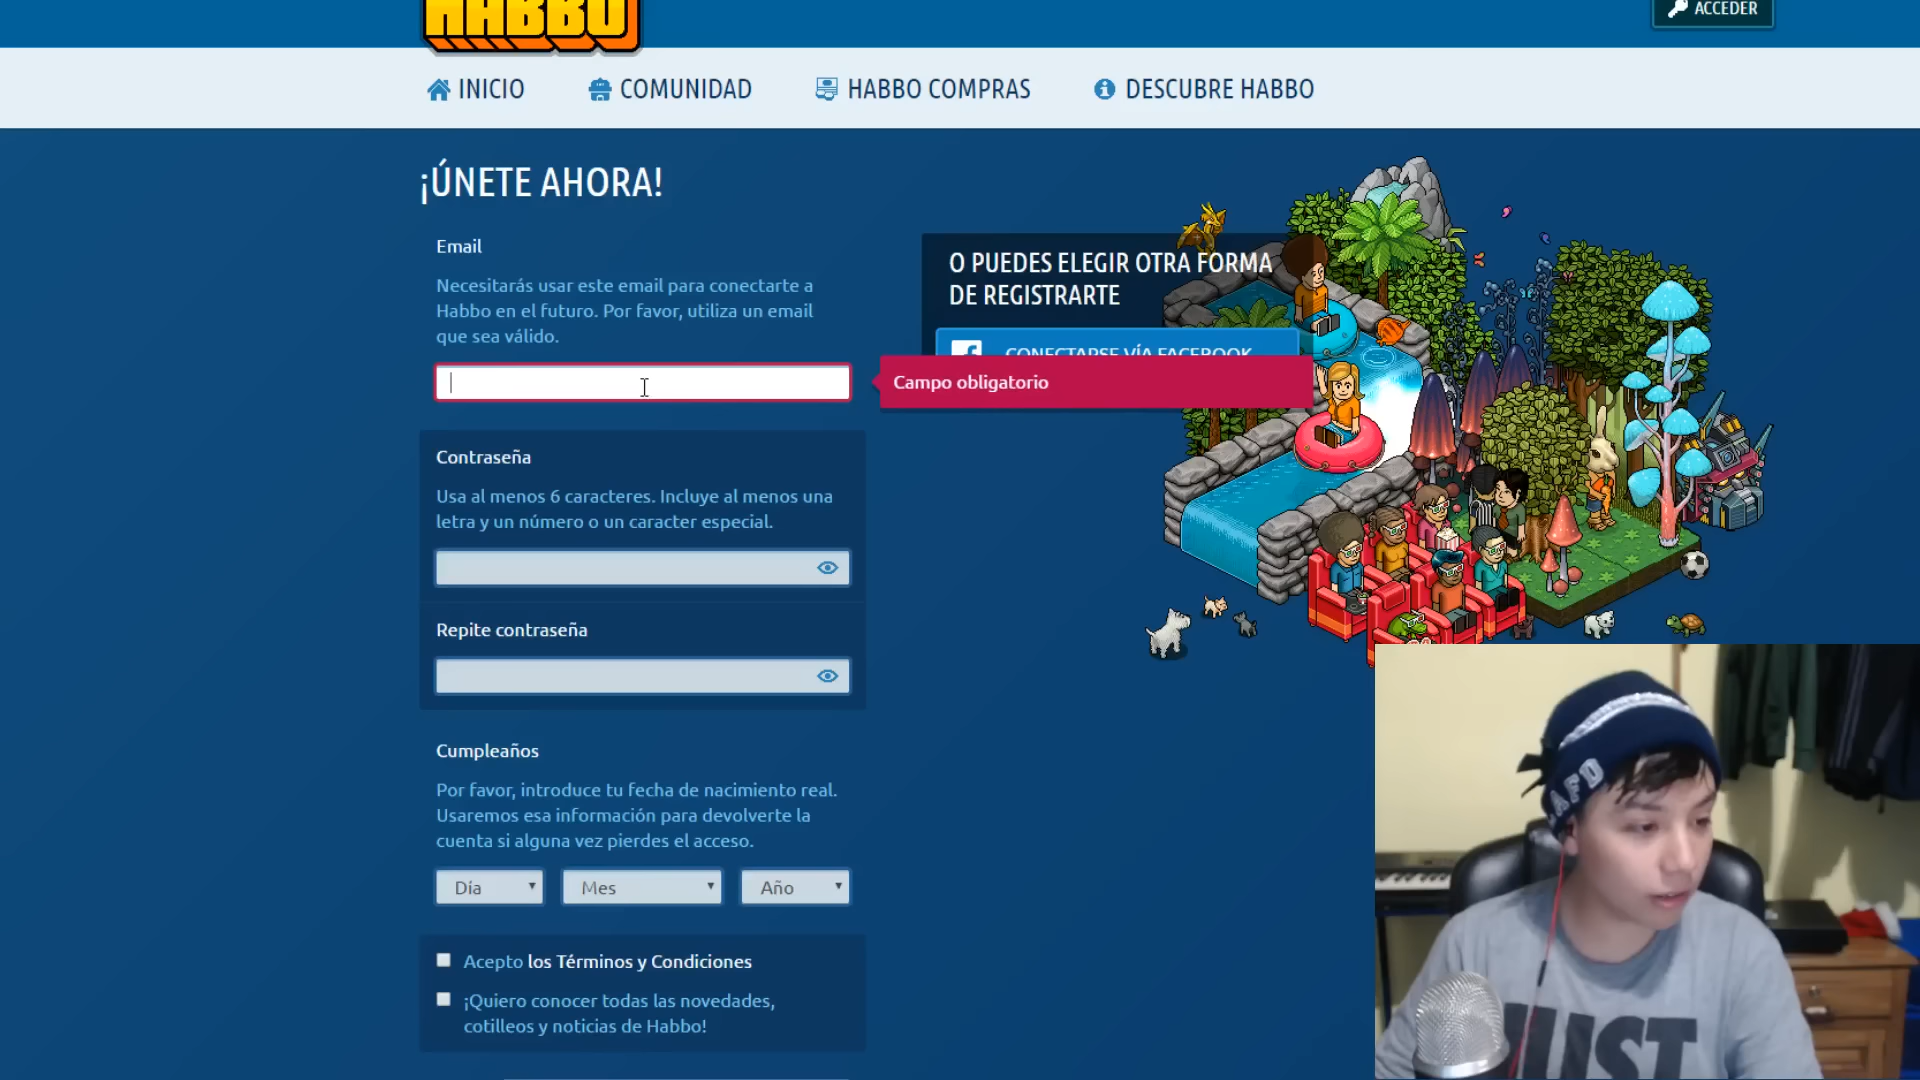 HABBO
ACCEDER
INICIO
COMUNIDAD
HABBO COMPRAS
DESCUBRE HABBO
¡ÚNETE AHORA!
Email
Necesitarás usar este email para conectarte a
Habbo en el futuro. Por favor, utiliza un email
que sea válido.
O PUEDES ELEGIR OTRA FORMA
DE REGISTRARTE
CONECTARSE VÍA FACEBOOK
Campo obligatorio
Contraseña
Usa al menos 6 caracteres. Incluye al menos una
letra y un número o un caracter especial.
Repite contraseña
Cumpleaños
Por favor, introduce tu fecha de nacimiento real.
Usaremos esa información para devolverte la
cuenta si alguna vez pierdes el acceso.
Día
Mes
Año
Acepto los Términos y Condiciones
¡Quiero conocer todas las novedades,
cotilleos y noticias de Habbo!
JUST